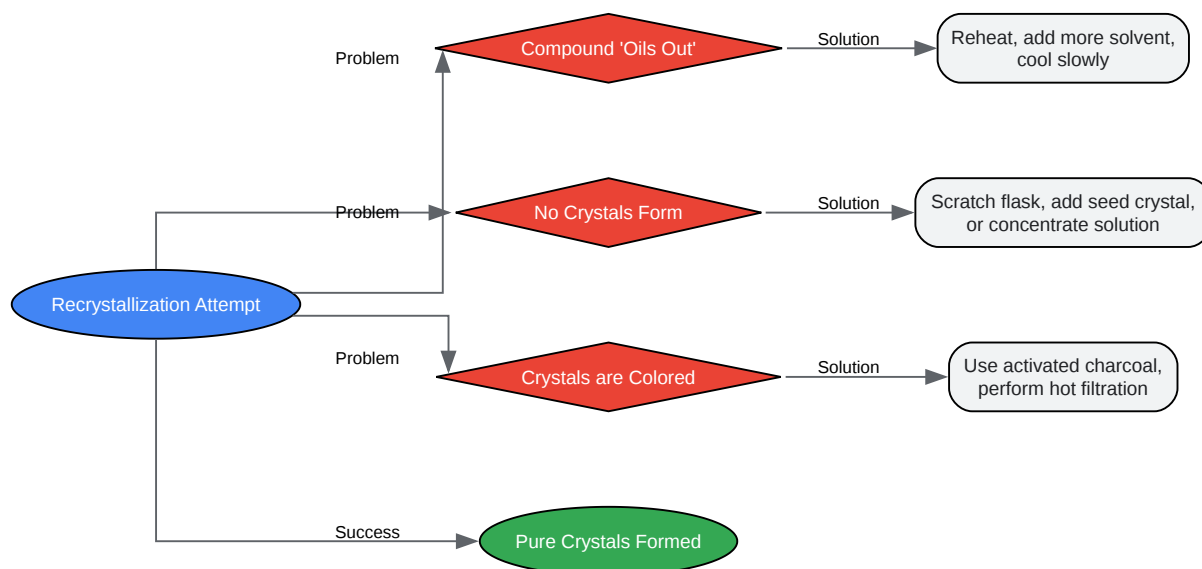 Problem
Compound 'Oils Out'
Solution
Reheat, add more solvent,
cool slowly
Problem
No Crystals Form
Solution
Scratch flask, add seed crystal,
or concentrate solution
Recrystallization Attempt
Problem
Crystals are Colored
Solution
Use activated charcoal,
perform hot filtration
Success
Pure Crystals Formed